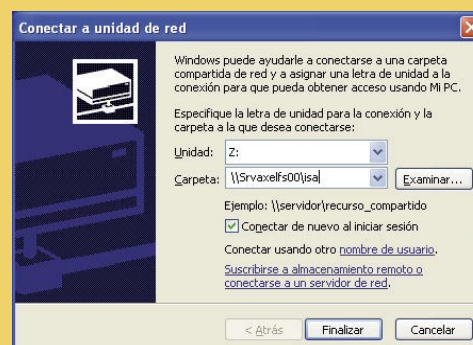 Conectar a unidad de red
Windows puede ayudarle a conectarse a una carpeta
compartida de red y a asignar una letra de unidad a la
conexión para que pueda obtener acceso usando Mi PC.
Especifique la letra de unidad para la conexión y la
carpeta a la que desea conectarse:
Unidad: Z:
Carpeta: \\Srvaxelfs00\isa Examinar...
Ejemplo: \\servidor\recurso_compartido
Conectar de nuevo al iniciar sesión
Conectar usando otro nombre de usuario.
Suscribirse a almacenamiento remoto o
conectarse a un servidor de red.
< Atrás Finalizar Cancelar